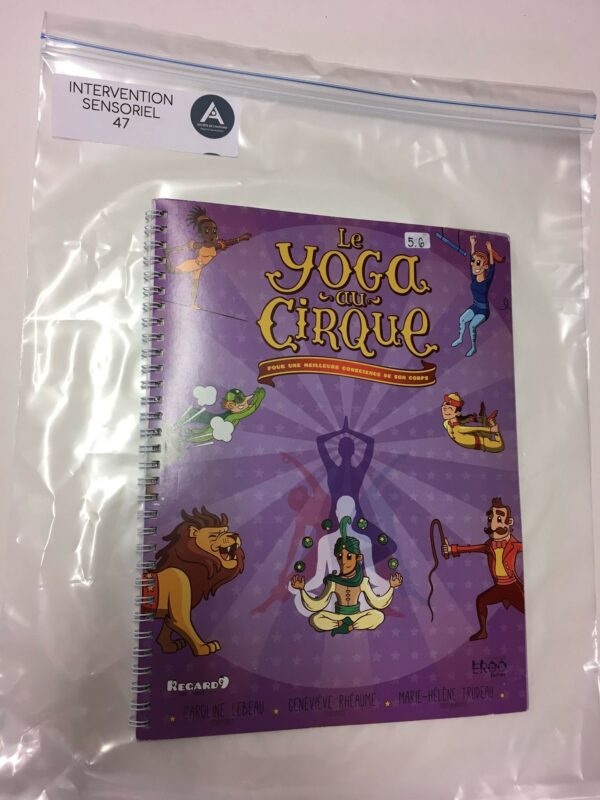 INTERVENTION
SENSORIEL
47
A
5.6
Le
YOGA
au
CIRQUE
POUR UNE MEILLEURE CONSCIENCE DE SON CORPS
REGARD9
CAROLINE LEBEAU
GENEVIÈVE RHÉAUME
MARIE-HÉLÈNE TRUDEAU